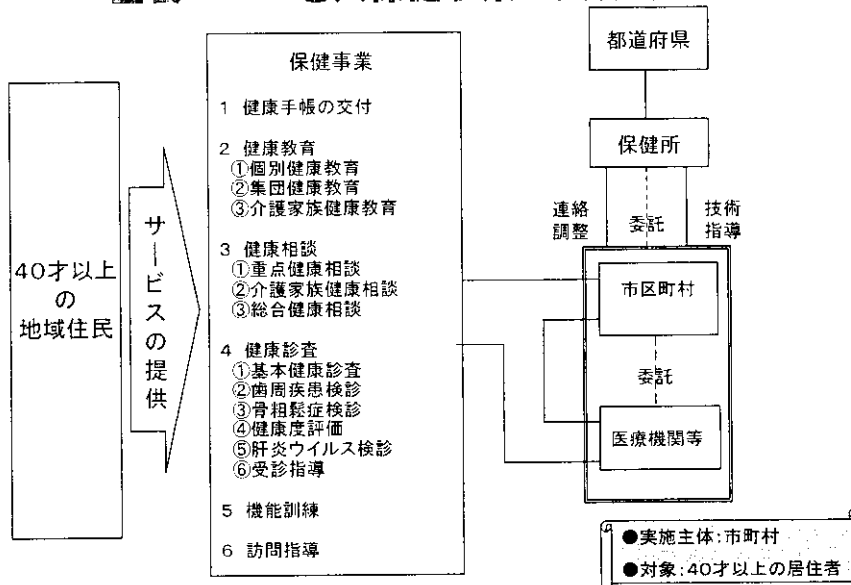 保健事業
1 健康手帳の交付
2 健康教育
①個別健康教育
②集団健康教育
③介護家族健康教育
3 健康相談
①重点健康相談
②介護家族健康相談
③総合健康相談
4 健康診査
①基本健康診査
②歯周疾患検診
③骨粗鬆症検診
④健康度評価
⑤肝炎ウイルス検診
⑥受診指導
5 機能訓練
6 訪問指導
40才以上
の
地域住民
サービスの提供
都道府県
保健所
連絡
調整
委託
技術
指導
市区町村
委託
医療機関等
●実施主体:市町村
●対象:40才以上の居住者